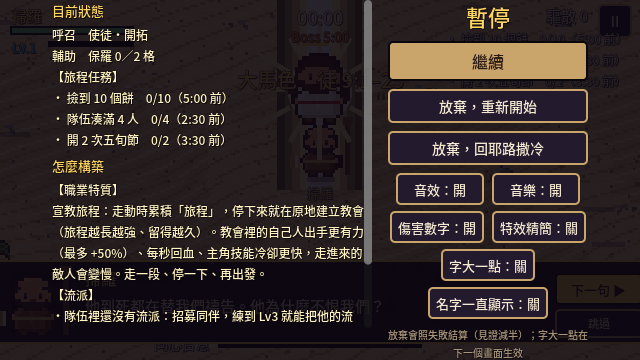 目前狀態
呼召　使徒・開拓
輔助　保羅 0／2 格
【旅程任務】
・ 撿到 10 個餅　0/10（5:00 前）
・ 隊伍湊滿 4 人　0/4（2:30 前）
・ 開 2 次五旬節　0/2（3:30 前）
怎麼構築
【職業特質】
宣教旅程：走動時累積「旅程」，停下來就在原地建立教會
（旅程越長越強、留得越久）。教會裡的自己人出手更有力
（最多 +50%）、每秒回血、主角技能冷卻更快，走進來的
敵人會變慢。走一段、停一下、再出發。
【流派】
・隊伍裡還沒有流派：招募同伴，練到 Lv3 就能把他的流
暫停
繼續
放棄，重新開始
放棄，回耶路撒冷
音效：開
音樂：開
傷害數字：開
特效精簡：開
字大一點：關
名字一直顯示：關
放棄會照失敗結算（見證減半）；字大一點在
下一個畫面生效
00:00
Boss 5:00
Lv.1
下一句 ▶
跳過